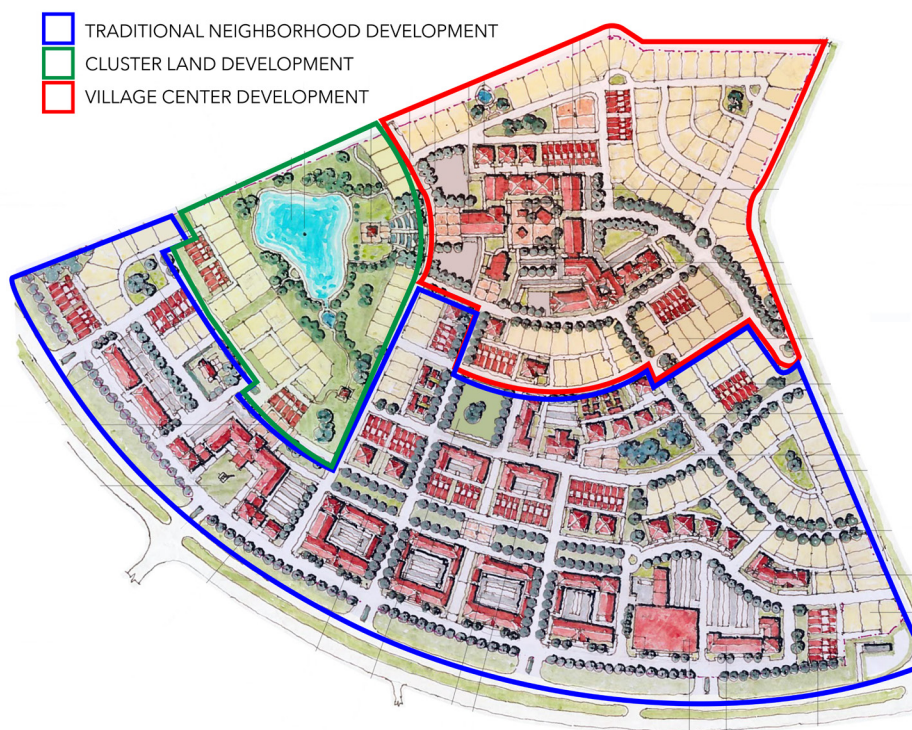 TRADITIONAL NEIGHBORHOOD DEVELOPMENT
CLUSTER LAND DEVELOPMENT
VILLAGE CENTER DEVELOPMENT